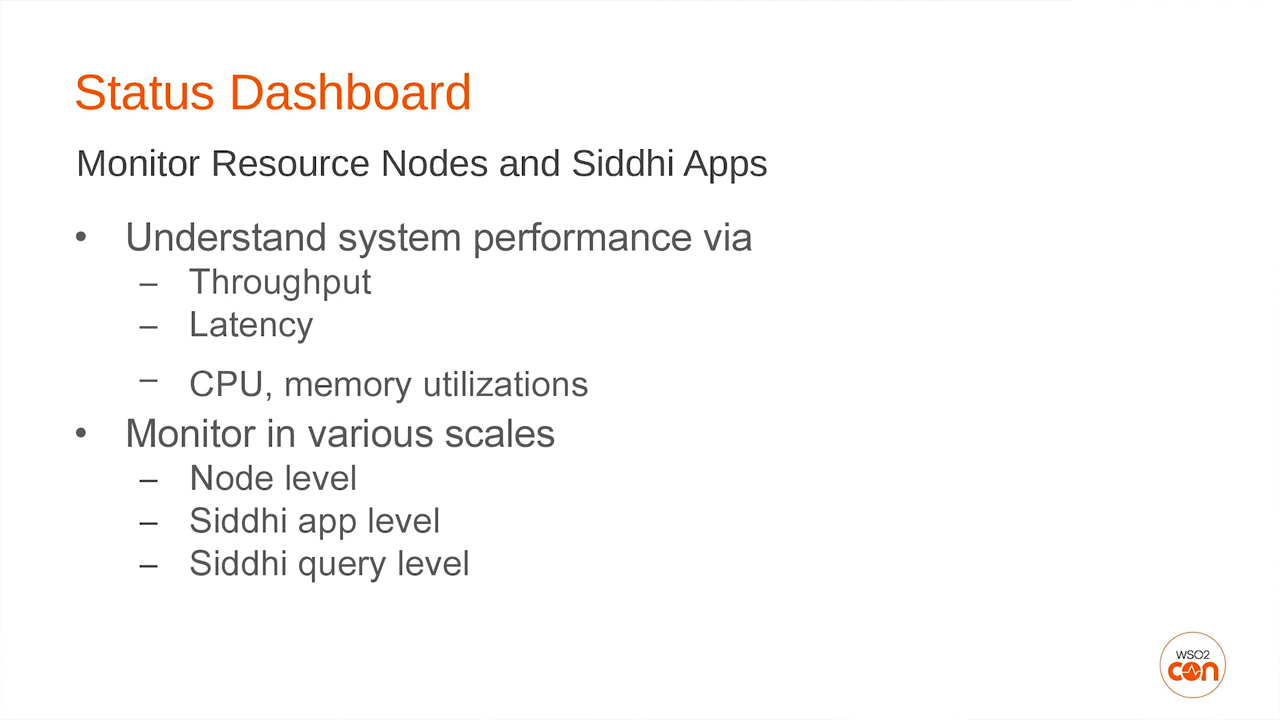 Status Dashboard
Monitor Resource Nodes and Siddhi Apps
• Understand system performance via
– Throughput
– Latency
– CPU, memory utilizations
• Monitor in various scales
– Node level
– Siddhi app level
– Siddhi query level
WSO2
con